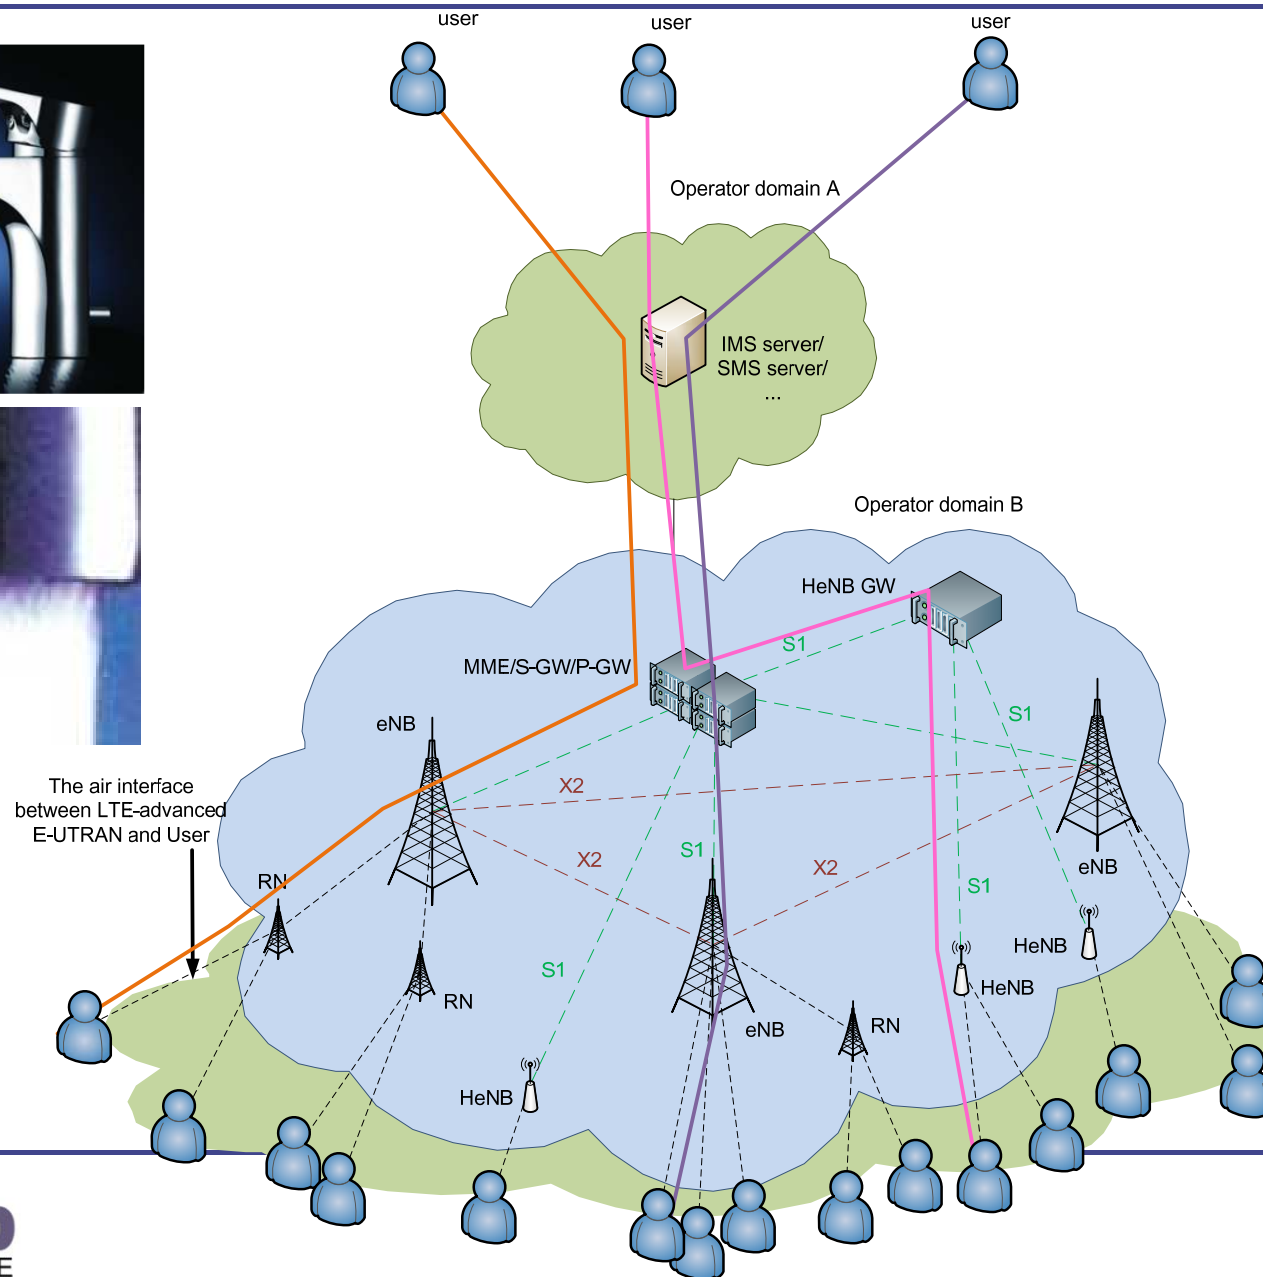 user
user
user
Operator domain A
IMS server/
SMS server/
...
Operator domain B
HeNB GW
S1
MME/S-GW/P-GW
S1
eNB
X2
The air interface
between LTE-advanced
E-UTRAN and User
S1
X2
X2
eNB
RN
S1
HeNB
S1
HeNB
RN
eNB
RN
HeNB
E